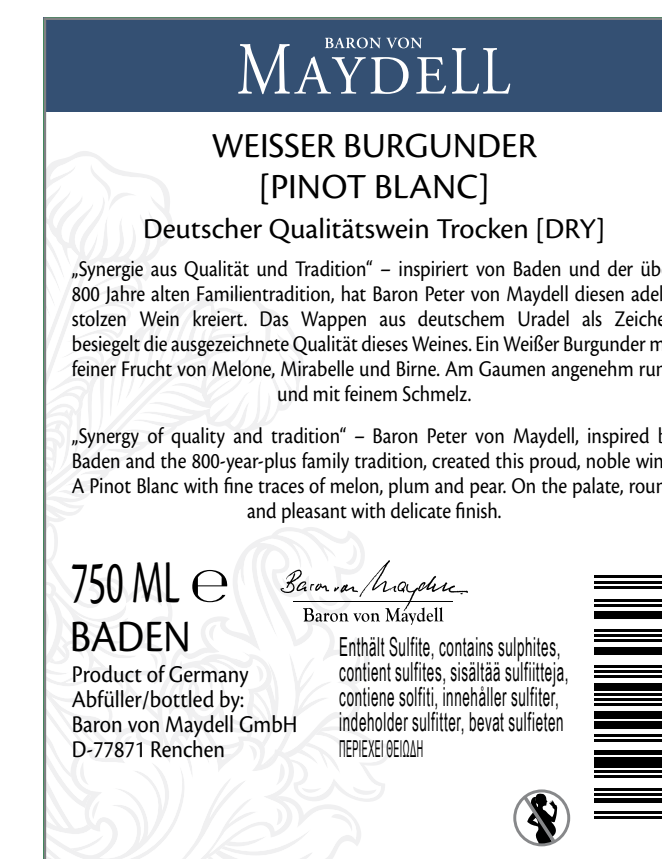 BARON VON
MAYDELL
WEISSER BURGUNDER
[PINOT BLANC]
Deutscher Qualitätswein Trocken [DRY]
„Synergie aus Qualität und Tradition“ – inspiriert von Baden und der üb
800 Jahre alten Familientradition, hat Baron Peter von Maydell diesen adel
stolzen Wein kreiert. Das Wappen aus deutschem Uradel als Zeiche
besiegelt die ausgezeichnete Qualität dieses Weines. Ein Weißer Burgunder m
feiner Frucht von Melone, Mirabelle und Birne. Am Gaumen angenehm run
und mit feinem Schmelz.
„Synergy of quality and tradition“ – Baron Peter von Maydell, inspired b
Baden and the 800-year-plus family tradition, created this proud, noble win
A Pinot Blanc with fine traces of melon, plum and pear. On the palate, roun
and pleasant with delicate finish.
750 ML ℮
BADEN
Product of Germany
Abfüller/bottled by:
Baron von Maydell GmbH
D-77871 Renchen
Baron von Maydell
Baron von Maydell
Enthält Sulfite, contains sulphites,
contient sulfites, sisältää sulfiitteja,
contiene solfiti, innehåller sulfiter,
indeholder sulfitter, bevat sulfieten
ΠΕΡΙΕΧΕΙ ΘΕΙΩΔΗ